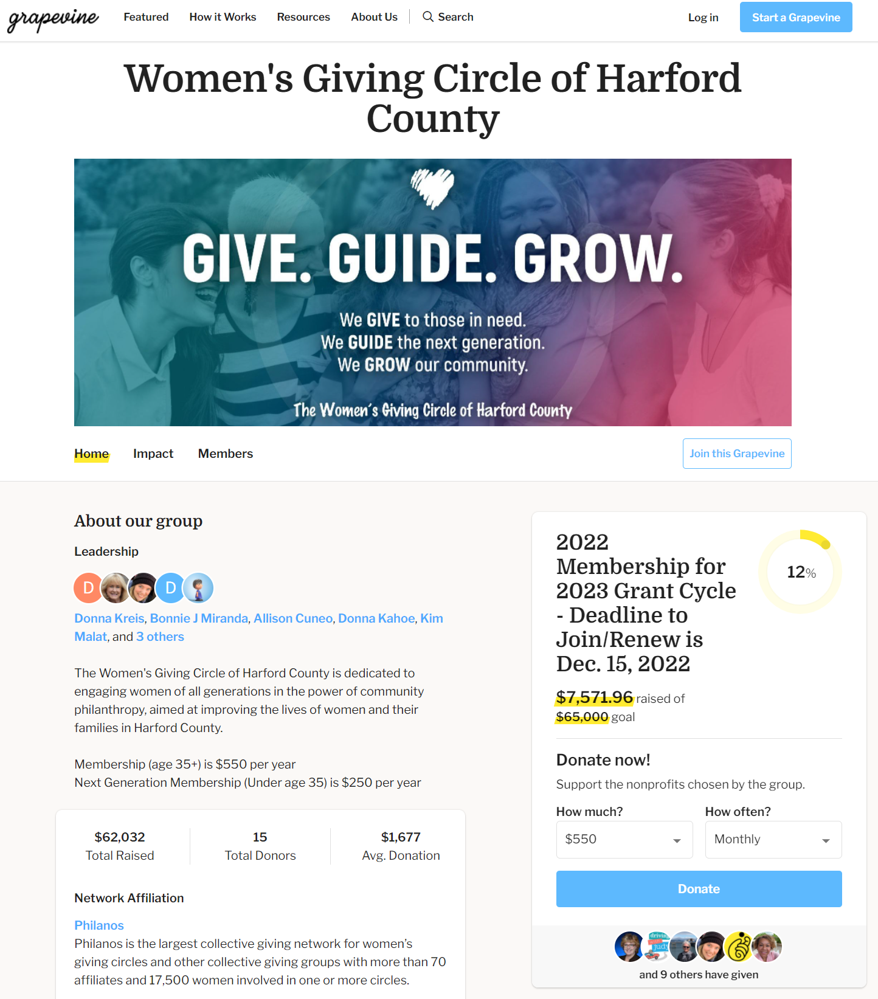 grapevine
Featured
How it Works
Resources
About Us
Search
Log in
Start a Grapevine
Women's Giving Circle of Harford
County
GIVE. GUIDE. GROW.
We GIVE to those in need.
We GUIDE the next generation.
We GROW our community.
The Women's Giving Circle of Harford County
Home
Impact
Members
Join this Grapevine
About our group
Leadership
D
D
Donna Kreis, Bonnie J Miranda, Allison Cuneo, Donna Kahoe, Kim
Malat, and 3 others
The Women's Giving Circle of Harford County is dedicated to
engaging women of all generations in the power of community
philanthropy, aimed at improving the lives of women and their
families in Harford County.
Membership (age 35+) is $550 per year
Next Generation Membership (Under age 35) is $250 per year
$62,032
Total Raised
15
Total Donors
$1,677
Avg. Donation
Network Affiliation
Philanos
Philanos is the largest collective giving network for women’s
giving circles and other collective giving groups with more than 70
affiliates and 17,500 women involved in one or more circles.
2022
Membership for
2023 Grant Cycle
- Deadline to
Join/Renew is
Dec. 15, 2022
12%
$7,571.96 raised of
$65,000 goal
Donate now!
Support the nonprofits chosen by the group.
How much?
How often?
$550
Monthly
Donate
driving
with
judy
and 9 others have given